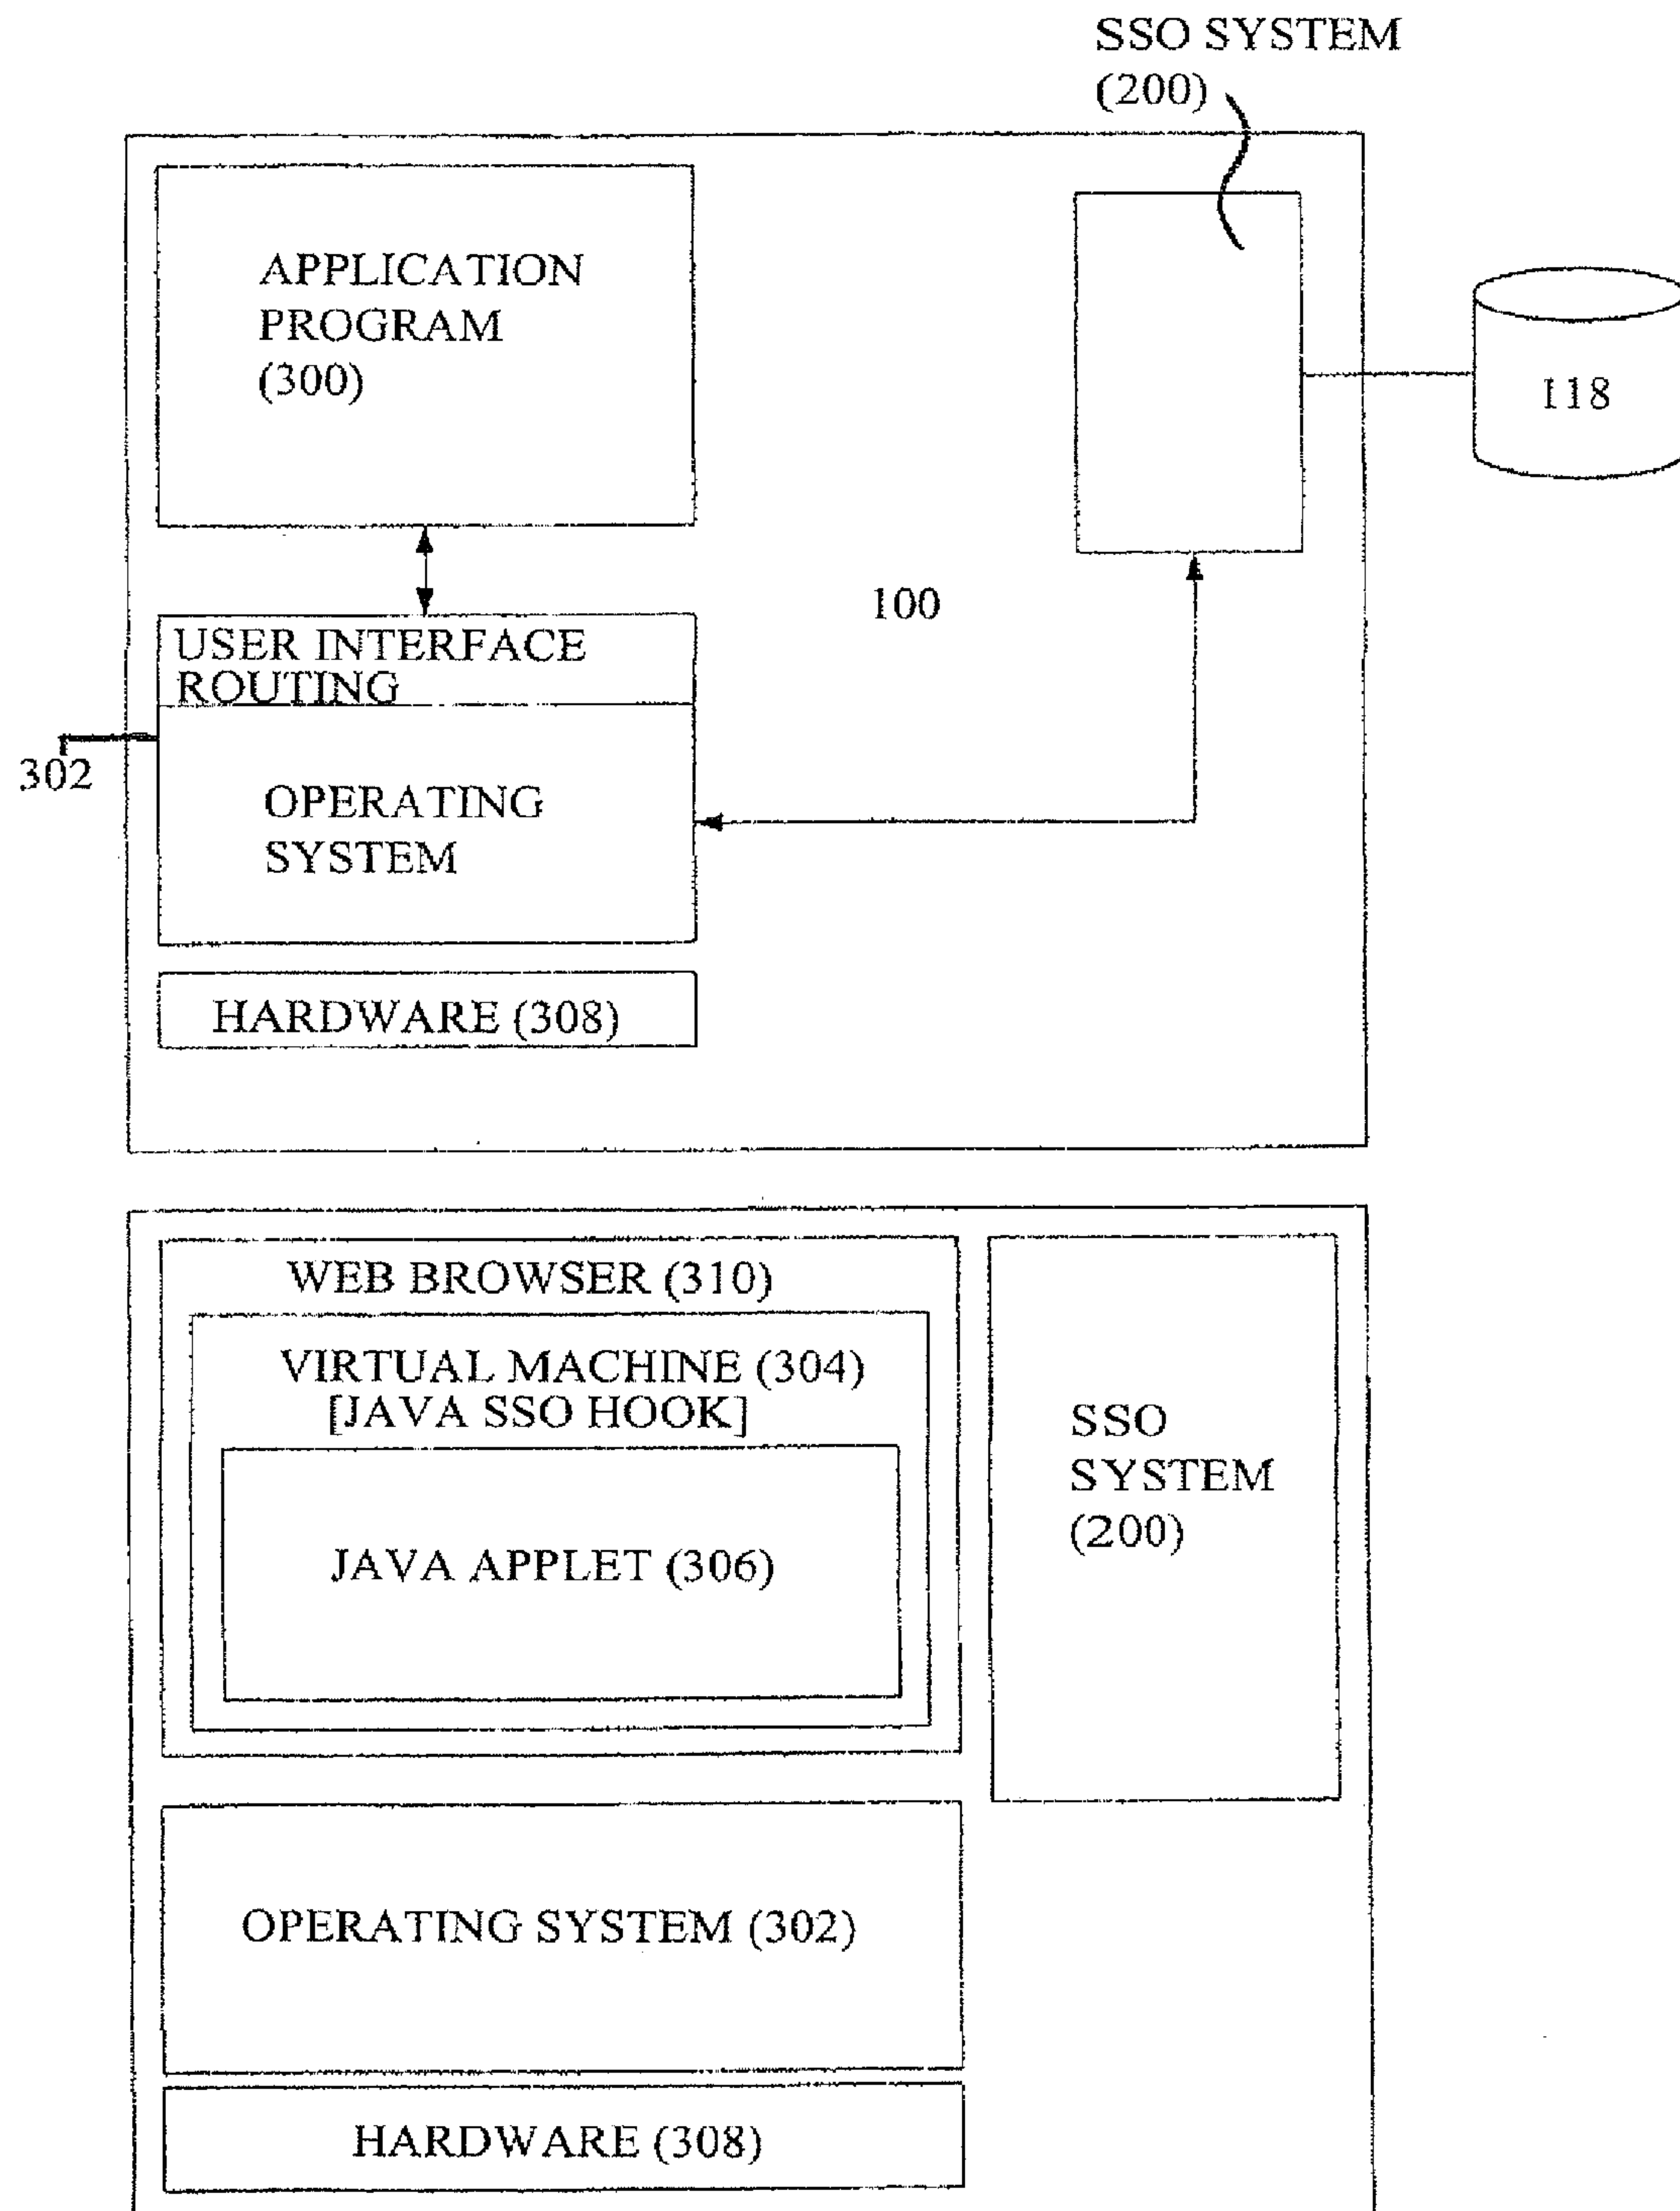 SSO SYSTEM
(200)
APPLICATION
PROGRAM
(300)
118
100
USER INTERFACE
ROUTING
302
OPERATING
SYSTEM
HARDWARE (308)
WEB BROWSER (310)
VIRTUAL MACHINE (304)
[JAVA SSO HOOK]
JAVA APPLET (306)
SSO
SYSTEM
(200)
OPERATING SYSTEM (302)
HARDWARE (308)